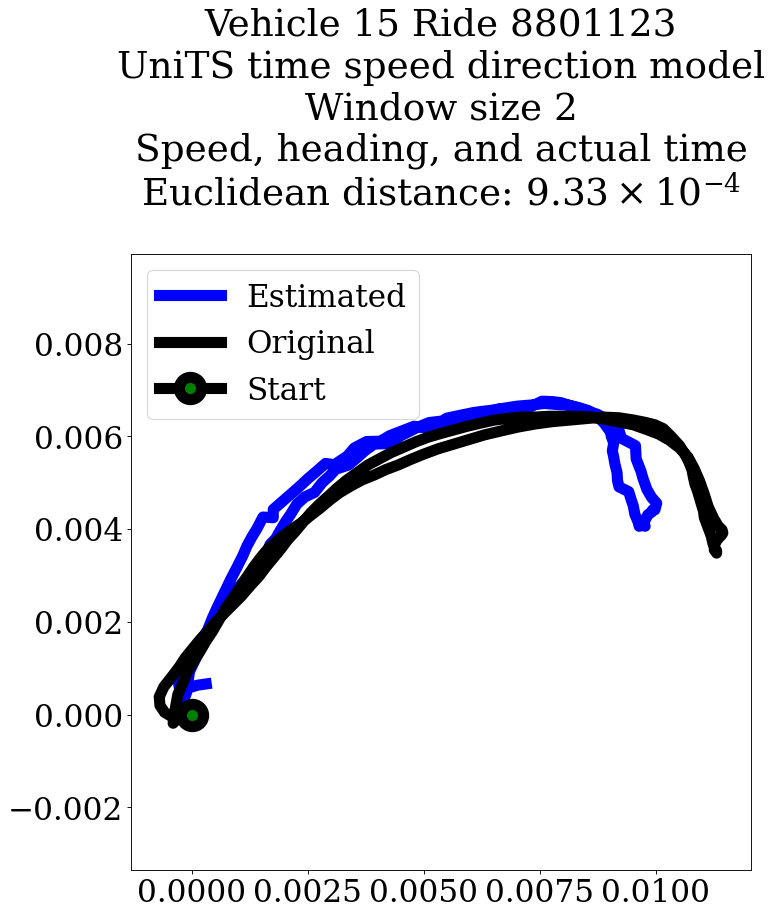 Vehicle 15 Ride 8801123
UniTS time speed direction model
Window size 2
Speed, heading, and actual time
Euclidean distance: 9.33 × 10⁻⁴
Estimated
Original
Start
0.008
0.006
0.004
0.002
0.000
−0.002
0.0000 0.0025 0.0050 0.0075 0.0100